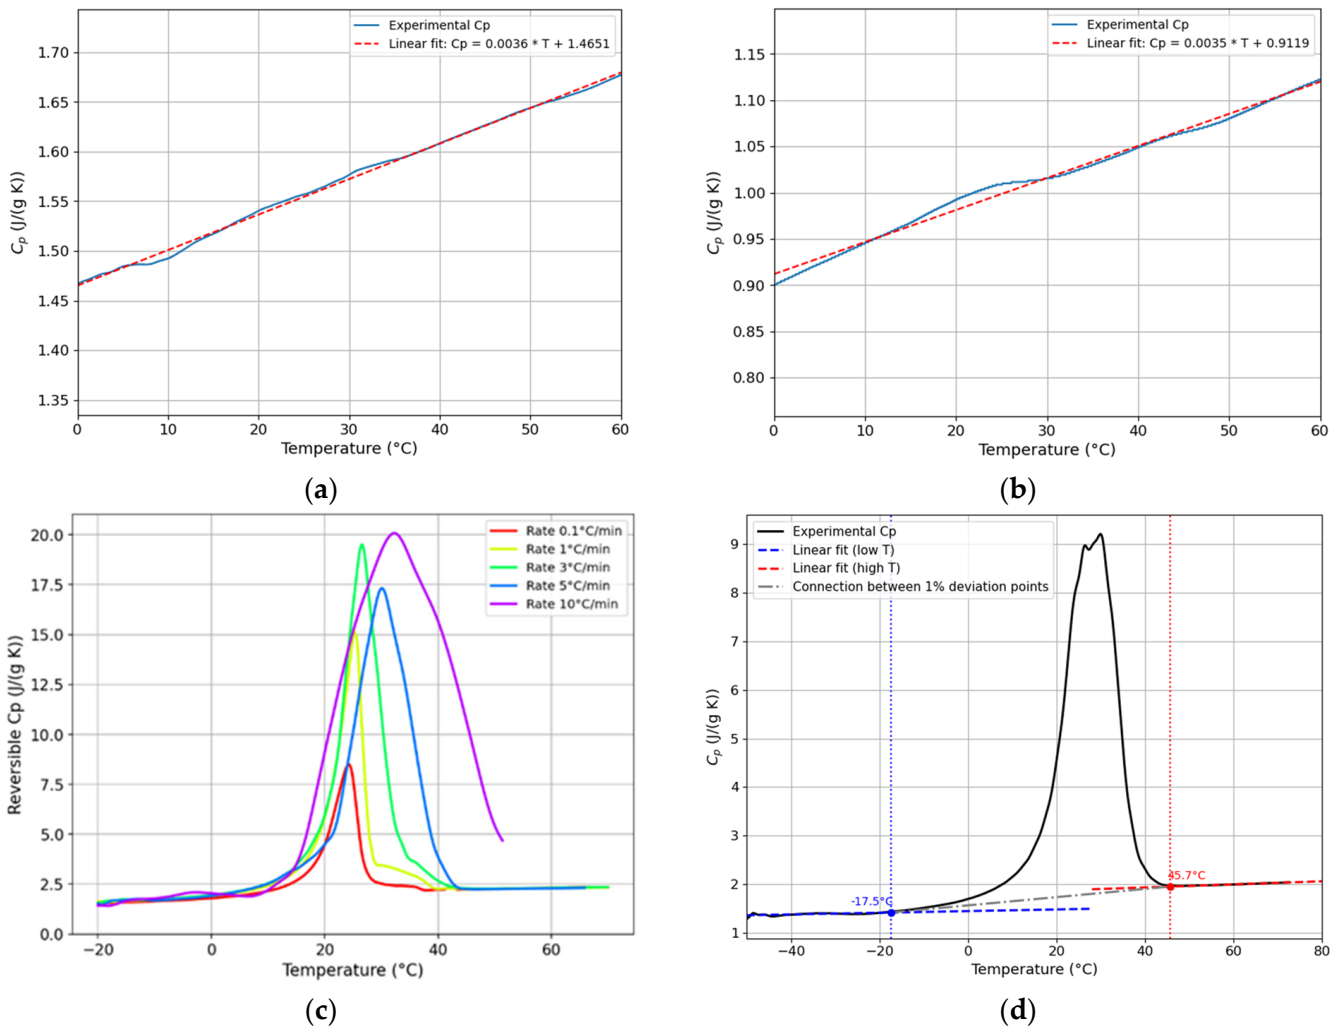 Experimental Cp
Linear fit: Cp = 0.0036 * T + 1.4651
1.70
1.65
1.60
1.55
1.50
1.45
1.40
1.35
Cp (J/(g K))
0 10 20 30 40 50 60
Temperature (°C)
(a)
Experimental Cp
Linear fit: Cp = 0.0035 * T + 0.9119
1.15
1.10
1.05
1.00
0.95
0.90
0.85
0.80
Cp (J/(g K))
0 10 20 30 40 50 60
Temperature (°C)
(b)
Rate 0.1°C/min
Rate 1°C/min
Rate 3°C/min
Rate 5°C/min
Rate 10°C/min
20.0
17.5
15.0
12.5
10.0
7.5
5.0
2.5
0.0
Reversible Cp (J/(g K))
−20 0 20 40 60
Temperature (°C)
(c)
Experimental Cp
Linear fit (low T)
Linear fit (high T)
Connection between 1% deviation points
9
8
7
6
5
4
3
2
1
Cp (J/(g K))
-17.5°C
45.7°C
−40 −20 0 20 40 60 80
Temperature (°C)
(d)